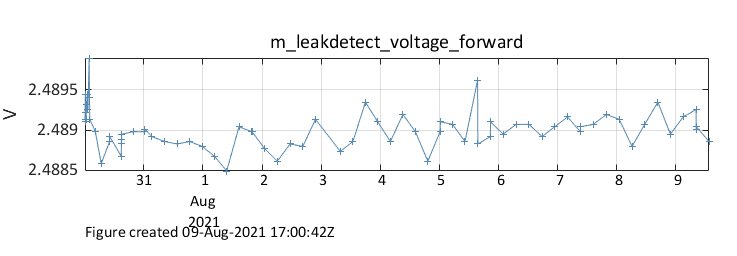 m_leakdetect_voltage_forward
V
2.4895
2.489
2.4885
31 1 2 3 4 5 6 7 8 9
Aug
2021
Figure created 09-Aug-2021 17:00:42Z